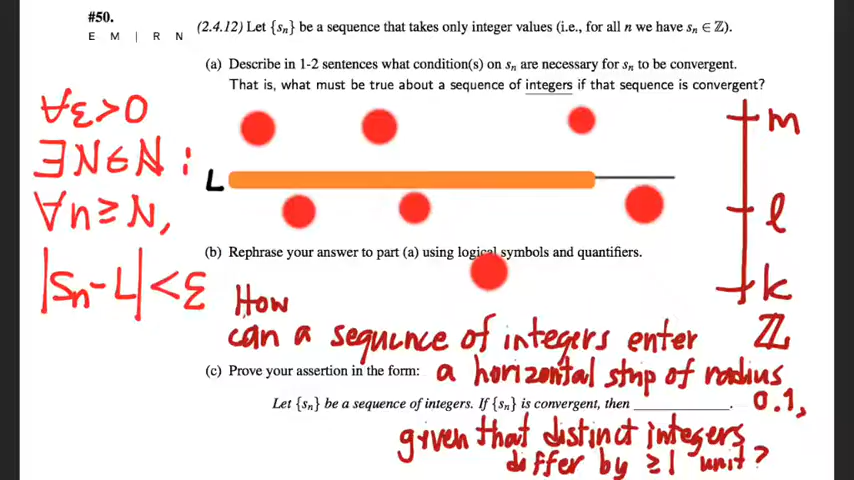 #50.
E M | R N
(2.4.12) Let {sₙ} be a sequence that takes only integer values (i.e., for all n we have sₙ ∈ ℤ).
(a) Describe in 1-2 sentences what condition(s) on sₙ are necessary for sₙ to be convergent.
That is, what must be true about a sequence of integers if that sequence is convergent?
∀ε>0
∃N∈ℕ:
∀n≥N,
|sₙ-L|<ε
L
m
l
k
ℤ
(b) Rephrase your answer to part (a) using logical symbols and quantifiers.
How
can a sequence of integers enter
a horizontal strip of radius
0.1,
given that distinct integers
differ by ≥1 unit?
(c) Prove your assertion in the form:
Let {sₙ} be a sequence of integers. If {sₙ} is convergent, then ____________.